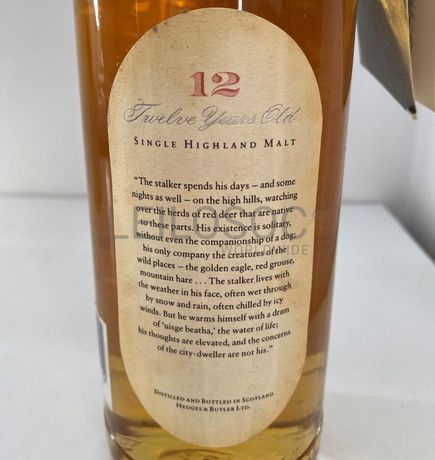 12
Twelve Years Old
SINGLE HIGHLAND MALT
"The stalker spends his days – and some
nights as well – on the high hills, watching
over the herds of red deer that are native
to these parts. His existence is solitary,
without even the companionship of a dog;
his only company the creatures of the
wild places – the golden eagle, red grouse,
mountain hare . . . The stalker lives with
the weather in his face, often wet through
by snow and rain, often chilled by icy
winds. But he warms himself with a dram
of 'uisge beatha,' the water of life;
his thoughts are elevated, and the concerns
of the city-dweller are not his."
DISTILLED AND BOTTLED IN SCOTLAND
HEDGES & BUTLER LTD.
LEILOSOC
WORLDWIDE